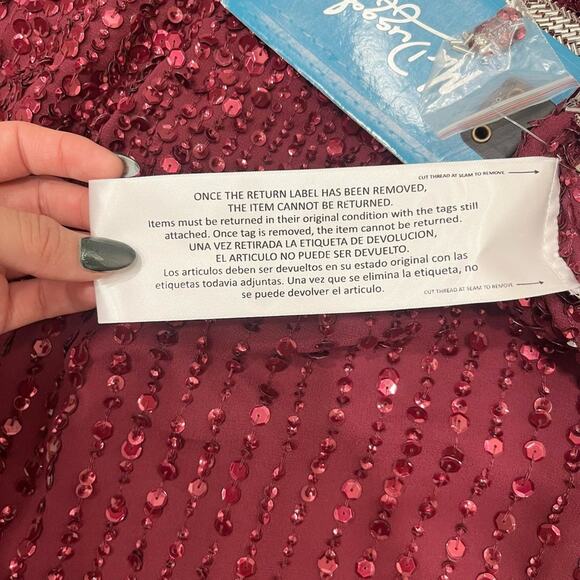 Mac Duggal
CUT THREAD AT SEAM TO REMOVE
ONCE THE RETURN LABEL HAS BEEN REMOVED,
THE ITEM CANNOT BE RETURNED.
Items must be returned in their original condition with the tags still
attached. Once tag is removed, the item cannot be returned.
UNA VEZ RETIRADA LA ETIQUETA DE DEVOLUCION,
EL ARTICULO NO PUEDE SER DEVUELTO.
Los articulos deben ser devueltos en su estado original con las
etiquetas todavia adjuntas. Una vez que se elimina la etiqueta, no
se puede devolver el articulo.
CUT THREAD AT SEAM TO REMOVE